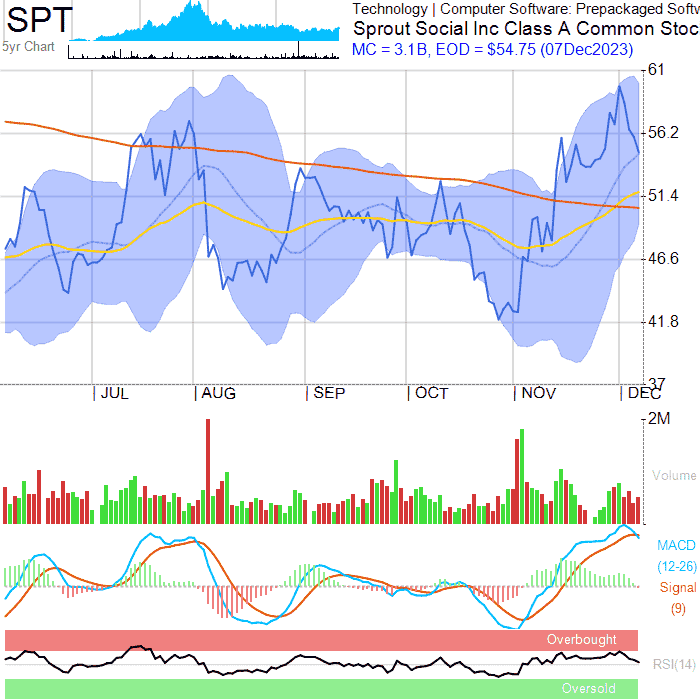 SPT
5yr Chart
Technology | Computer Software: Prepackaged Softw
Sprout Social Inc Class A Common Stoc
MC = 3.1B, EOD = $54.75 (07Dec2023)
61
56.2
51.4
46.6
41.8
37
JUL AUG SEP OCT NOV DEC
2M
Volume
MACD
(12-26)
Signal
(9)
Overbought
RSI(14)
Oversold